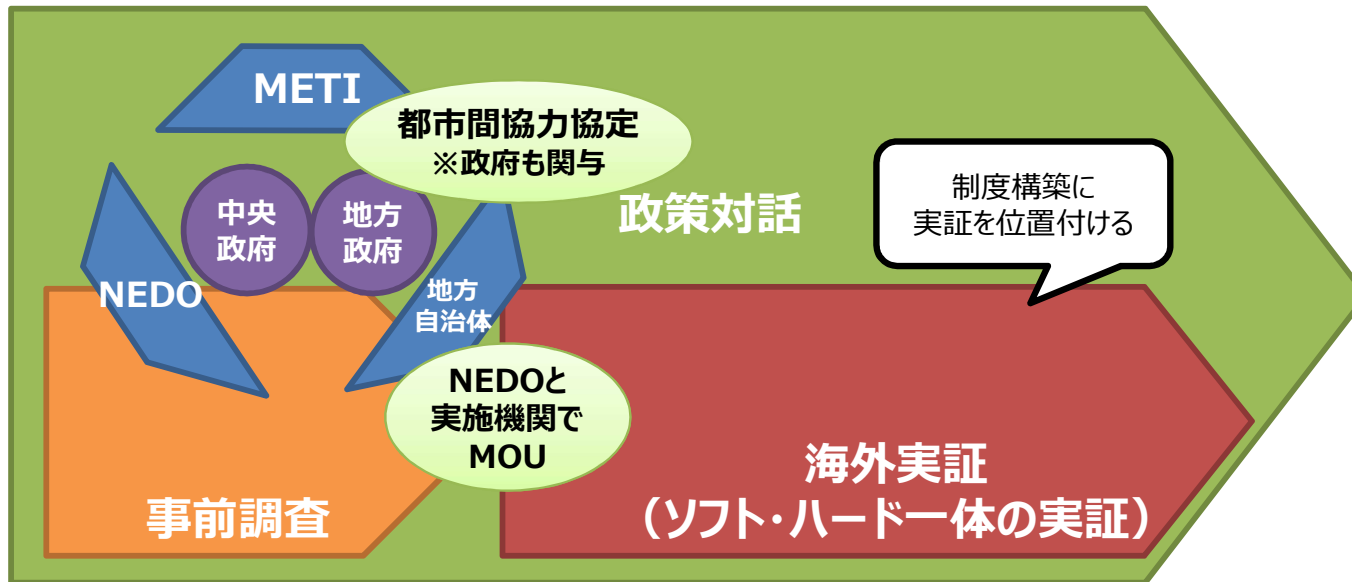 METI
都市間協力協定
※政府も関与
中央
政府
地方
政府
政策対話
制度構築に
実証を位置付ける
NEDO
地方
自治体
NEDOと
実施機関で
MOU
事前調査
海外実証
（ソフト・ハード一体の実証）